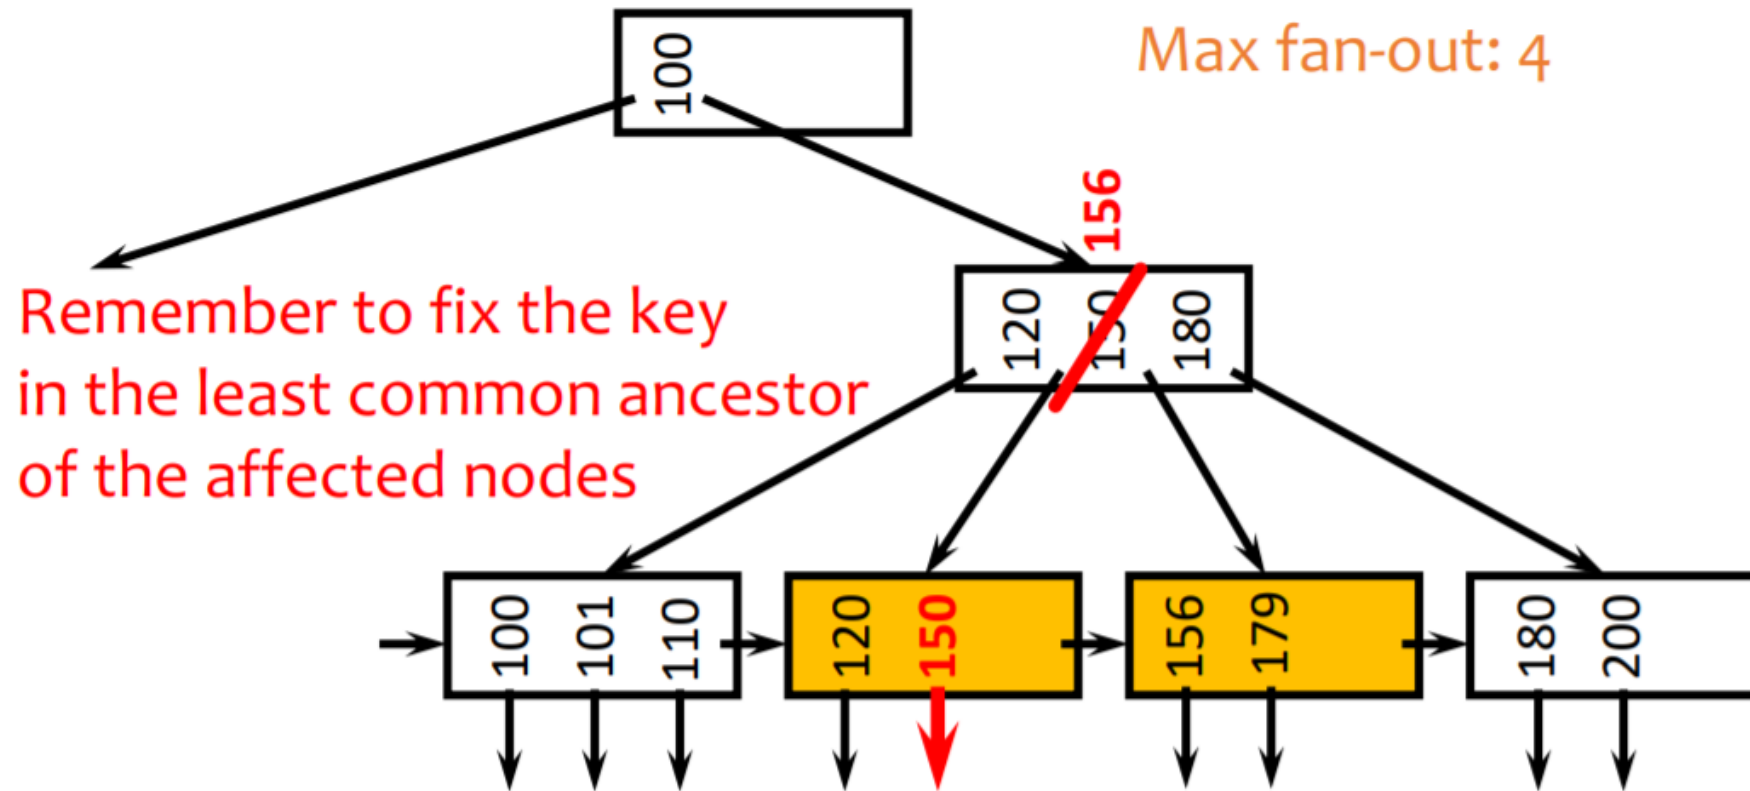 100
Max fan-out: 4
156
120 150 180
Remember to fix the key
in the least common ancestor
of the affected nodes
100 101 110
120 150
156 179
180 200